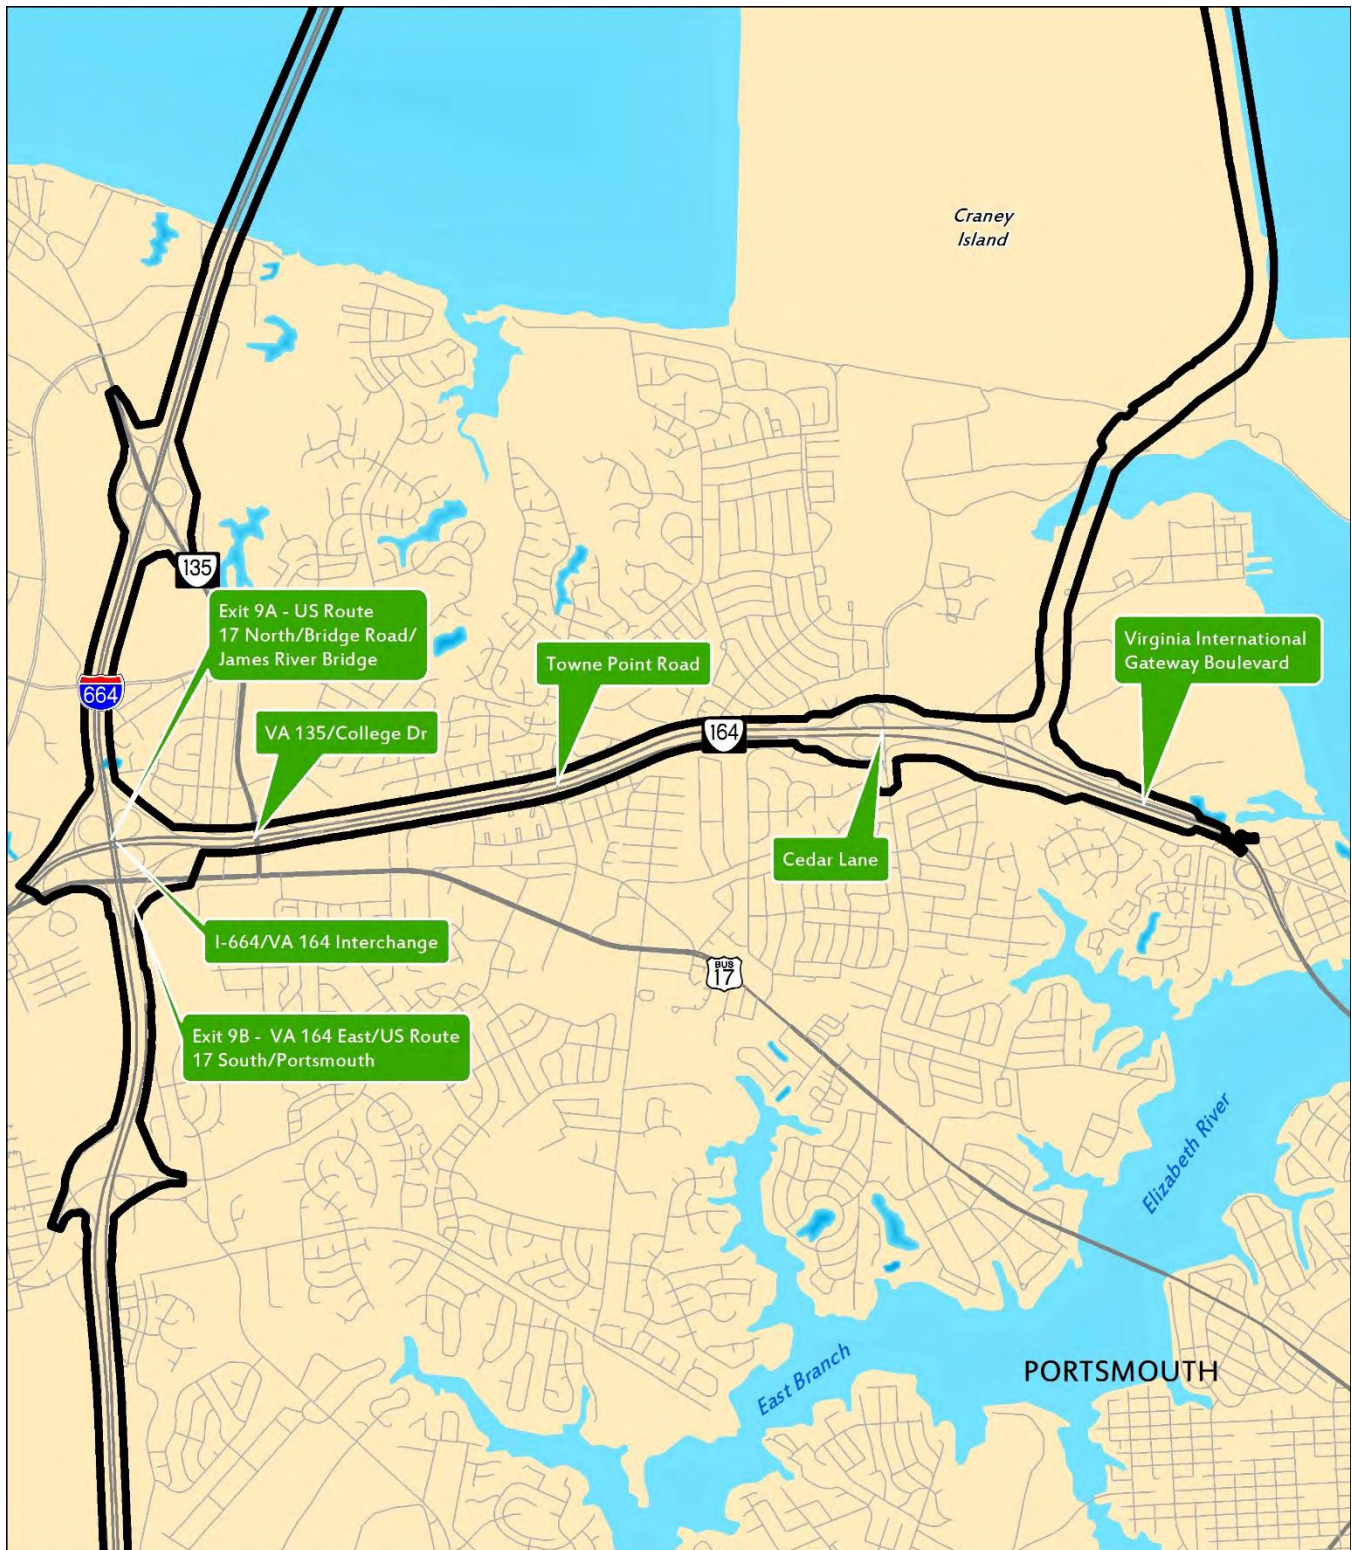 Craney
Island
135
Exit 9A - US Route
17 North/Bridge Road/
James River Bridge
Virginia International
Gateway Boulevard
Towne Point Road
664
VA 135/College Dr
164
Cedar Lane
I-664/VA 164 Interchange
BUS
17
Exit 9B - VA 164 East/US Route
17 South/Portsmouth
Elizabeth River
East Branch
PORTSMOUTH